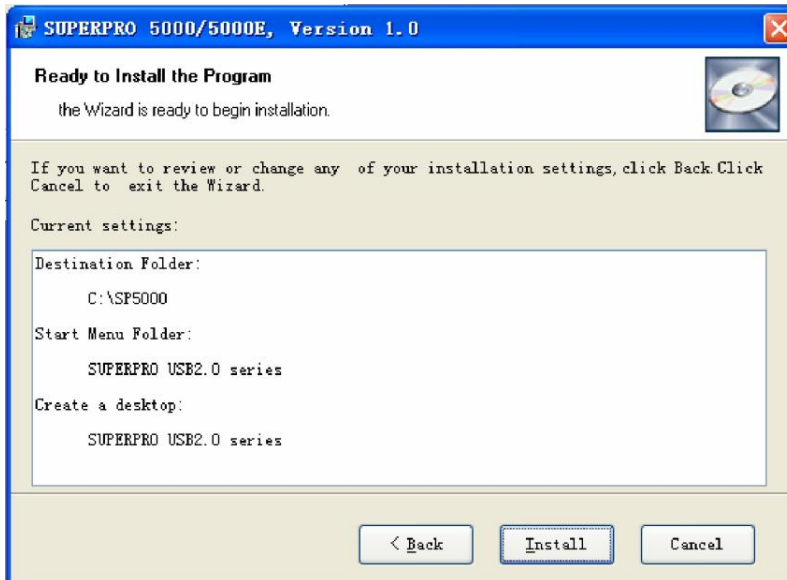 SUPERPRO 5000/5000E, Version 1.0
Ready to Install the Program
the Wizard is ready to begin installation.
If you want to review or change any of your installation settings, click Back. Click
Cancel to exit the Wizard.
Current settings:
Destination Folder:
C:\SP5000
Start Menu Folder:
SUPERPRO USB2.0 series
Create a desktop:
SUPERPRO USB2.0 series
< Back
Install
Cancel